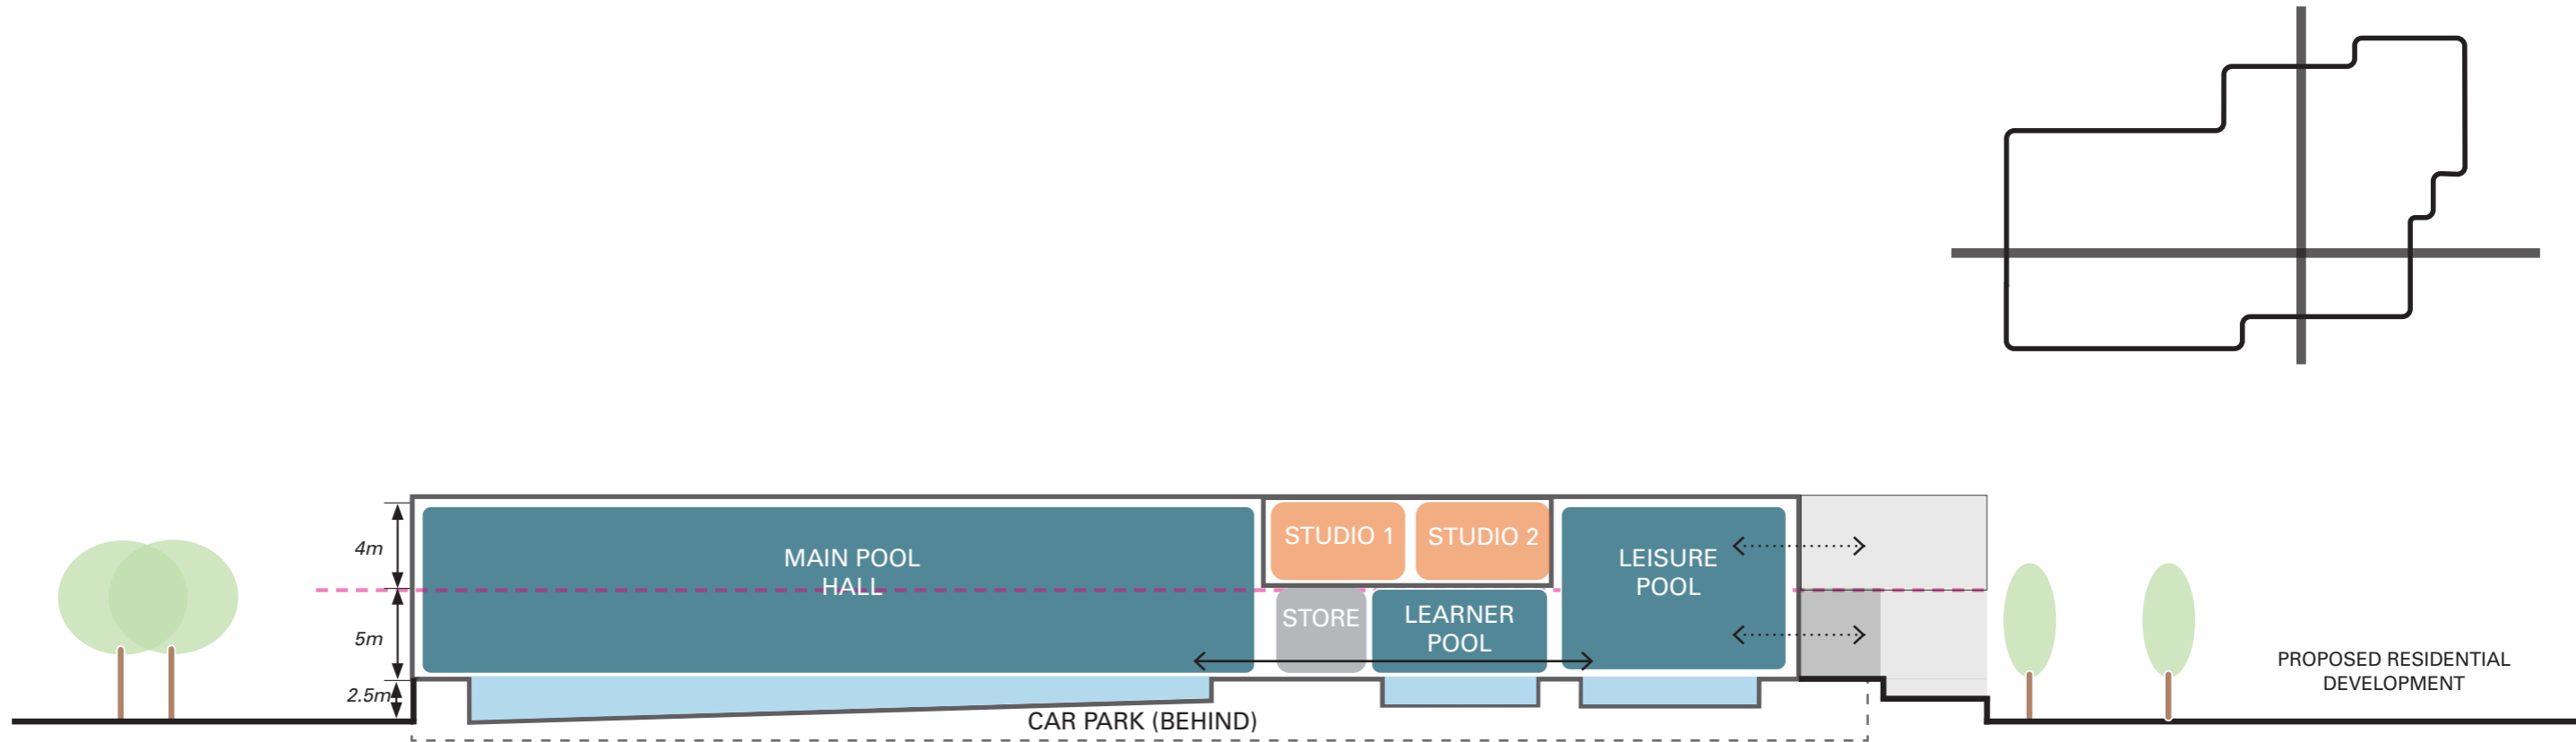 4m
5m
2.5m
MAIN POOL
HALL
STUDIO 1
STUDIO 2
STORE
LEARNER
POOL
LEISURE
POOL
CAR PARK (BEHIND)
PROPOSED RESIDENTIAL
DEVELOPMENT